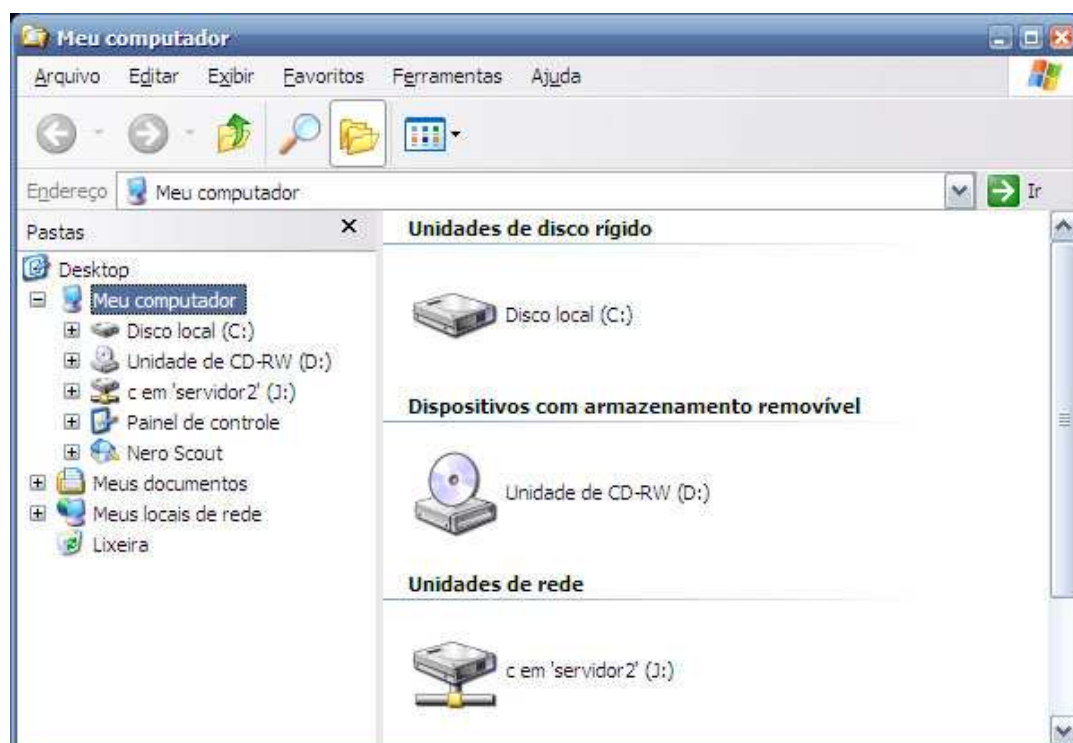 Meu computador
Arquivo Editar Exibir Favoritos Ferramentas Ajuda
Endereço Meu computador Ir
Pastas
Desktop
Meu computador
Disco local (C:)
Unidade de CD-RW (D:)
c em 'servidor2' (J:)
Painel de controle
Nero Scout
Meus documentos
Meus locais de rede
Lixeira
Unidades de disco rígido
Disco local (C:)
Dispositivos com armazenamento removível
Unidade de CD-RW (D:)
Unidades de rede
c em 'servidor2' (J:)